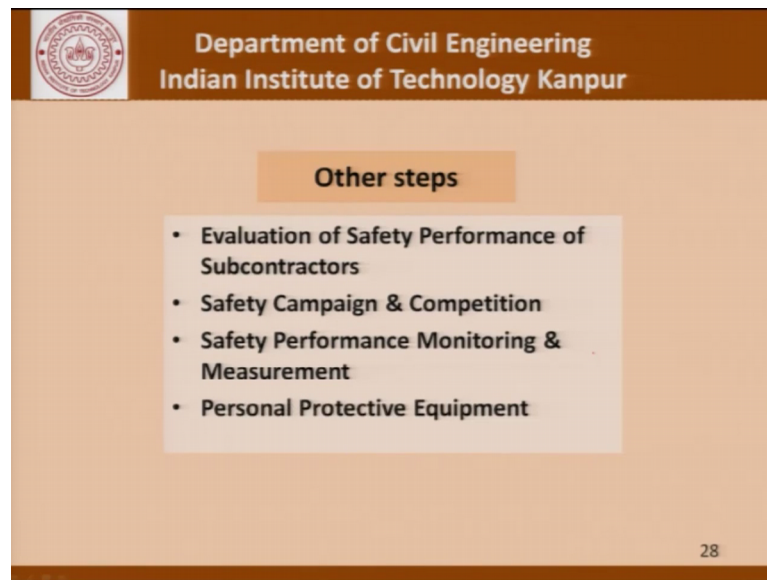 Department of Civil Engineering
Indian Institute of Technology Kanpur
Other steps
• Evaluation of Safety Performance of
Subcontractors
• Safety Campaign & Competition
• Safety Performance Monitoring &
Measurement
• Personal Protective Equipment
28